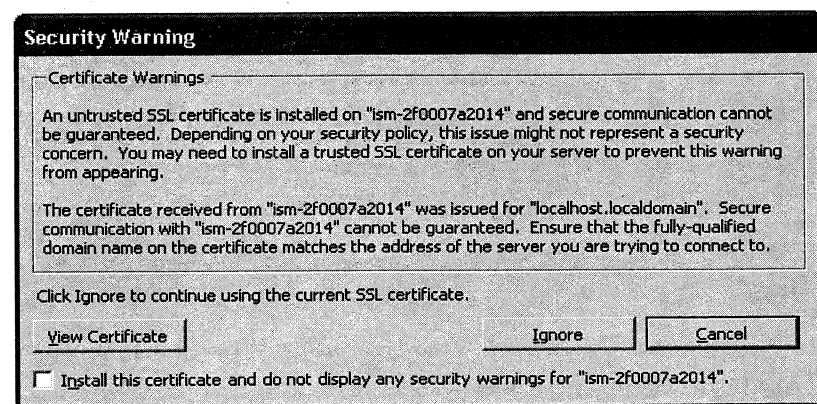 Security Warning
Certificate Warnings
An untrusted SSL certificate is installed on "ism-2f0007a2014" and secure communication cannot
be guaranteed. Depending on your security policy, this issue might not represent a security
concern. You may need to install a trusted SSL certificate on your server to prevent this warning
from appearing.
The certificate received from "ism-2f0007a2014" was issued for "localhost.localdomain". Secure
communication with "ism-2f0007a2014" cannot be guaranteed. Ensure that the fully-qualified
domain name on the certificate matches the address of the server you are trying to connect to.
Click Ignore to continue using the current SSL certificate.
View Certificate
Ignore
Cancel
Install this certificate and do not display any security warnings for "ism-2f0007a2014".